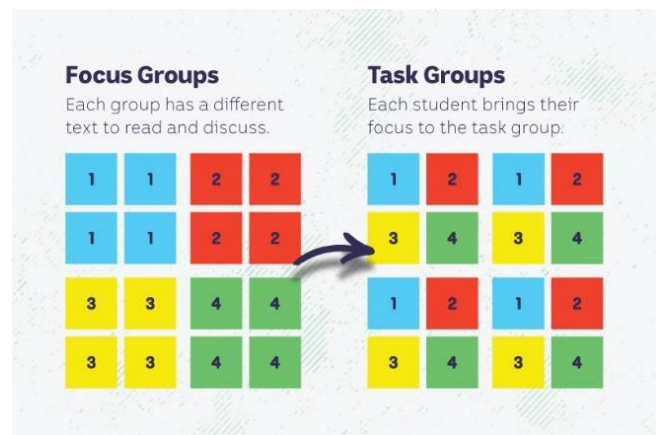 Focus Groups
Each group has a different
text to read and discuss.
1 1 2 2
1 1 2 2
3 3 4 4
3 3 4 4
Task Groups
Each student brings their
focus to the task group.
1 2 1 2
3 4 3 4
1 2 1 2
3 4 3 4